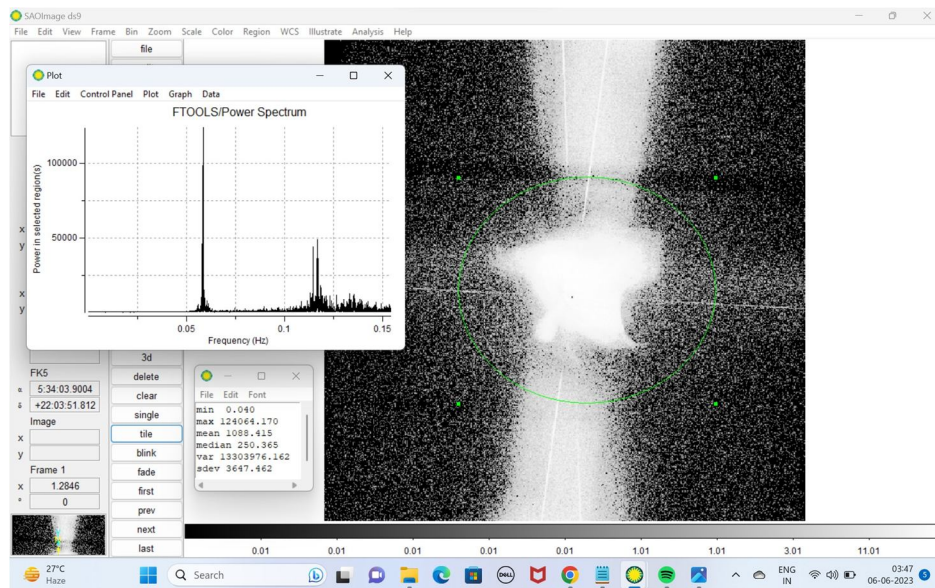 SAOImage ds9
File Edit View Frame Bin Zoom Scale Color Region WCS Illustrate Analysis Help
file
Plot
File Edit Control Panel Plot Graph Data
FTOOLS/Power Spectrum
Power in selected region(s)
100000
50000
0.05 0.1 0.15
Frequency (Hz)
x
y
x
y
FK5
α 5:34:03.9004
δ +22:03:51.812
Image
x
y
Frame 1
x 1.2846
° 0
3d
delete
clear
single
tile
blink
fade
first
prev
next
last
File Edit Font
min 0.040
max 124064.170
mean 1088.415
median 250.365
var 13303976.162
sdev 3647.462
0.01 0.01 0.01 0.01 0.01 1.01 1.01 3.01 11.01
27°C
Haze
Search
DELL
ENG
IN
03:47
06-06-2023
5